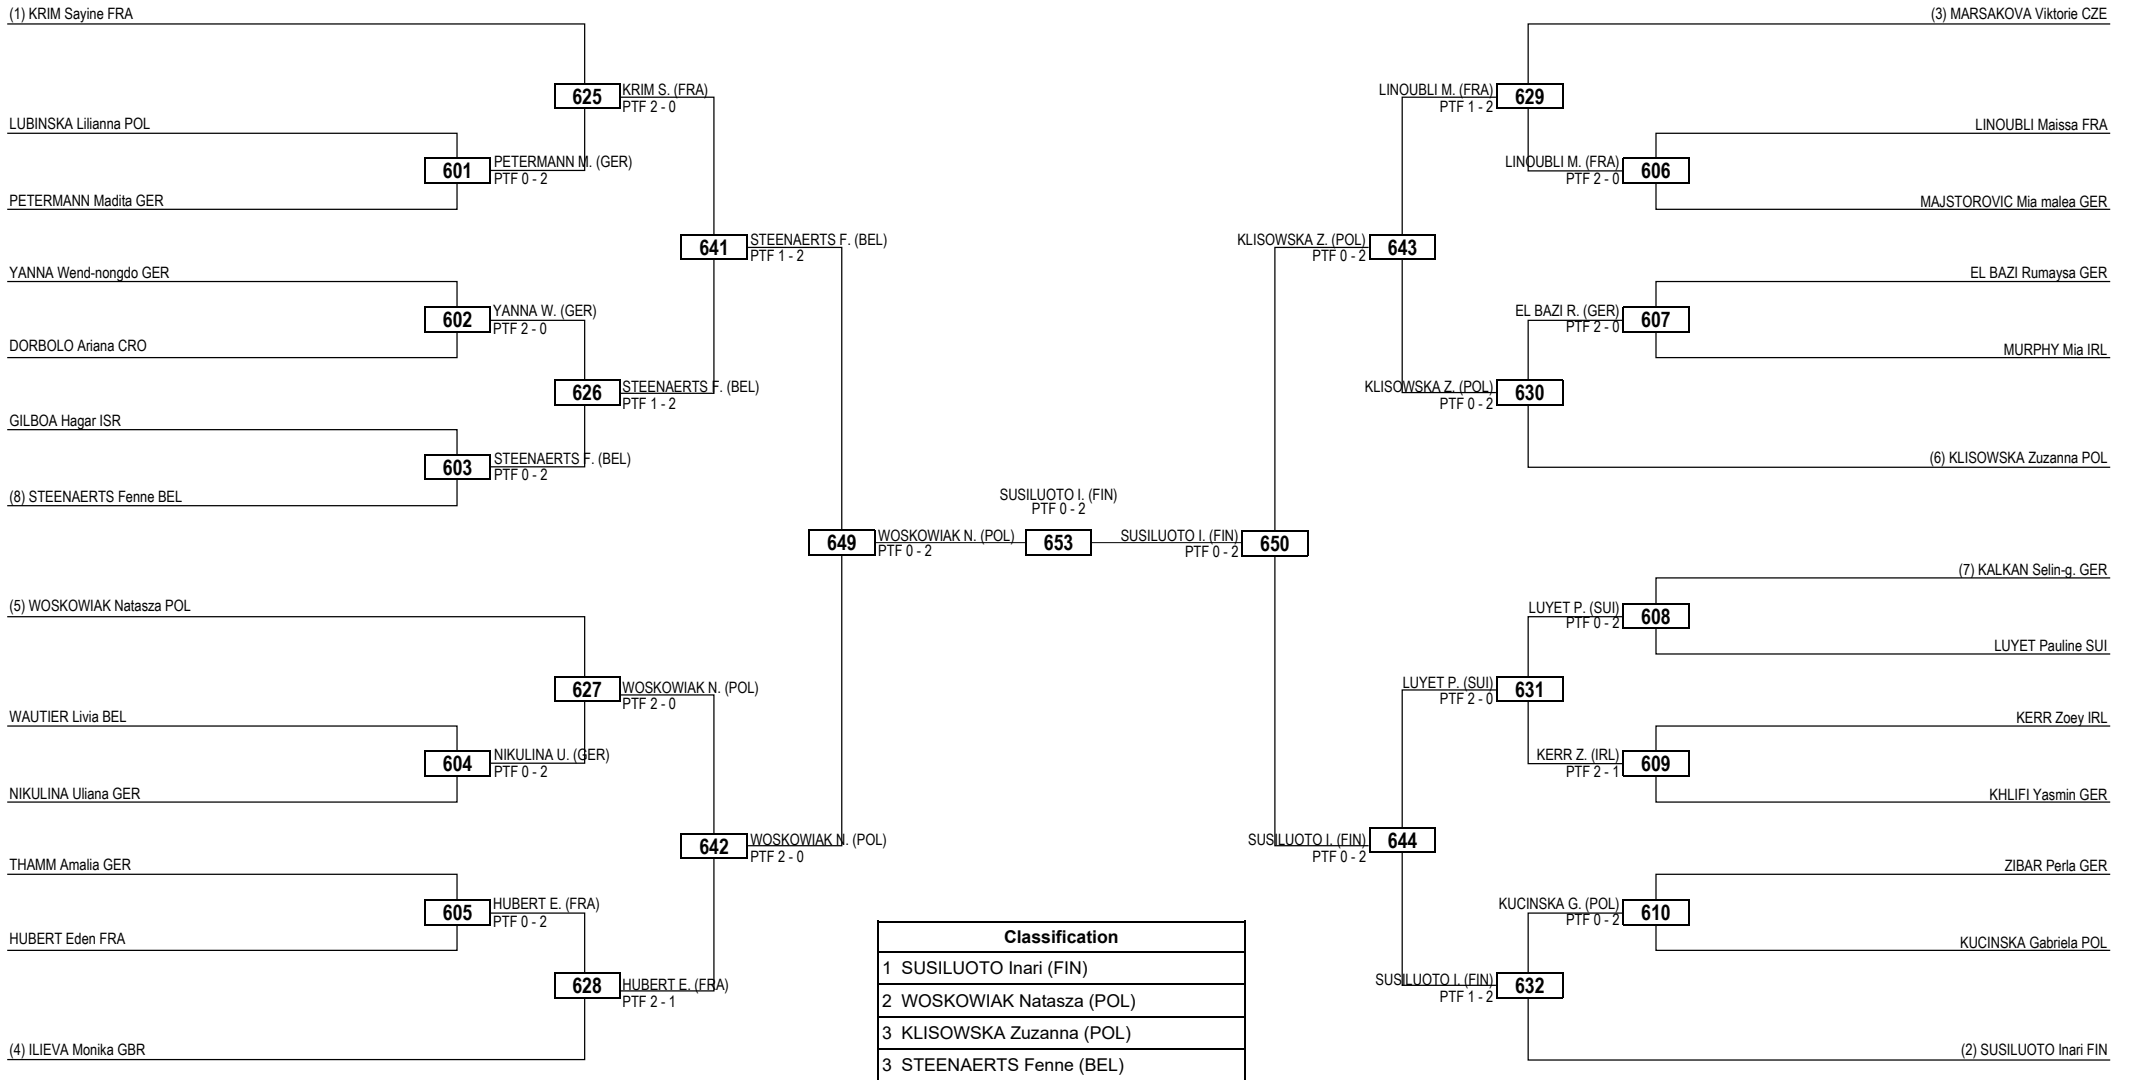 (1) KRIM Sayine FRA
LUBINSKA Lilianna POL
PETERMANN Madita GER
YANNA Wend-nongdo GER
DORBOLO Ariana CRO
GILBOA Hagar ISR
(8) STEENAERTS Fenne BEL
(5) WOSKOWIAK Natasza POL
WAUTIER Livia BEL
NIKULINA Uliana GER
THAMM Amalia GER
HUBERT Eden FRA
(4) ILIEVA Monika GBR
601
PETERMANN M. (GER)
PTF 0 - 2
602
YANNA W. (GER)
PTF 2 - 0
603
STEENAERTS F. (BEL)
PTF 0 - 2
604
NIKULINA U. (GER)
PTF 0 - 2
605
HUBERT E. (FRA)
PTF 0 - 2
625
KRIM S. (FRA)
PTF 2 - 0
626
STEENAERTS F. (BEL)
PTF 1 - 2
627
WOSKOWIAK N. (POL)
PTF 2 - 0
628
HUBERT E. (FRA)
PTF 2 - 1
641
STEENAERTS F. (BEL)
PTF 1 - 2
642
WOSKOWIAK N. (POL)
PTF 2 - 0
649
WOSKOWIAK N. (POL)
PTF 0 - 2
SUSILUOTO I. (FIN)
PTF 0 - 2
653
SUSILUOTO I. (FIN)
PTF 0 - 2
650
KLISOWSKA Z. (POL)
PTF 0 - 2
643
SUSILUOTO I. (FIN)
PTF 0 - 2
644
LINOUBLI M. (FRA)
PTF 1 - 2
629
KLISOWSKA Z. (POL)
PTF 0 - 2
630
LUYET P. (SUI)
PTF 2 - 0
631
SUSILUOTO I. (FIN)
PTF 1 - 2
632
LINOUBLI M. (FRA)
PTF 2 - 0
606
EL BAZI R. (GER)
PTF 2 - 0
607
LUYET P. (SUI)
PTF 0 - 2
608
KERR Z. (IRL)
PTF 2 - 1
609
KUCINSKA G. (POL)
PTF 0 - 2
610
(3) MARSAKOVA Viktorie CZE
LINOUBLI Maissa FRA
MAJSTOROVIC Mia malea GER
EL BAZI Rumaysa GER
MURPHY Mia IRL
(6) KLISOWSKA Zuzanna POL
(7) KALKAN Selin-g. GER
LUYET Pauline SUI
KERR Zoey IRL
KHLIFI Yasmin GER
ZIBAR Perla GER
KUCINSKA Gabriela POL
(2) SUSILUOTO Inari FIN
Classification
1 SUSILUOTO Inari (FIN)
2 WOSKOWIAK Natasza (POL)
3 KLISOWSKA Zuzanna (POL)
3 STEENAERTS Fenne (BEL)